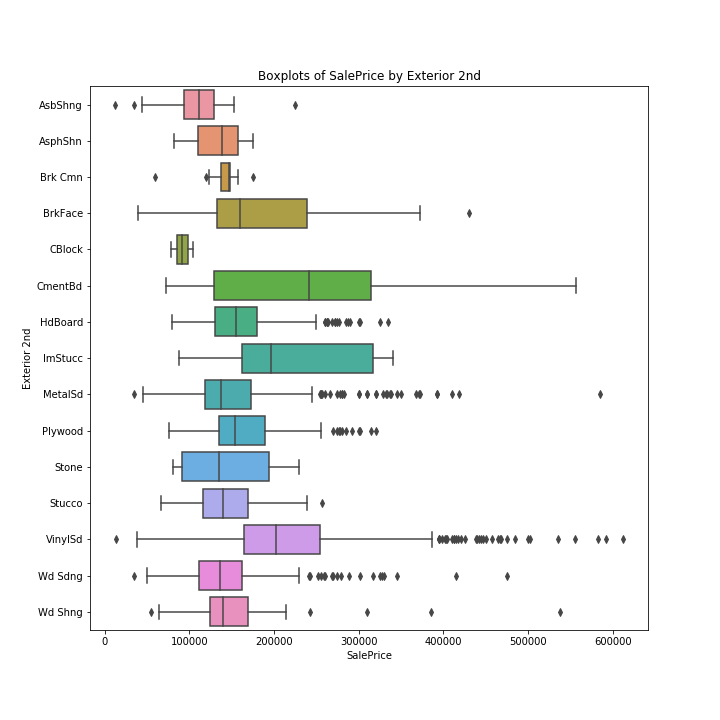 Boxplots of SalePrice by Exterior 2nd
AsbShng
AsphShn
Brk Cmn
BrkFace
CBlock
CmentBd
HdBoard
ImStucc
MetalSd
Plywood
Stone
Stucco
VinylSd
Wd Sdng
Wd Shng
Exterior 2nd
0 100000 200000 300000 400000 500000 600000
SalePrice